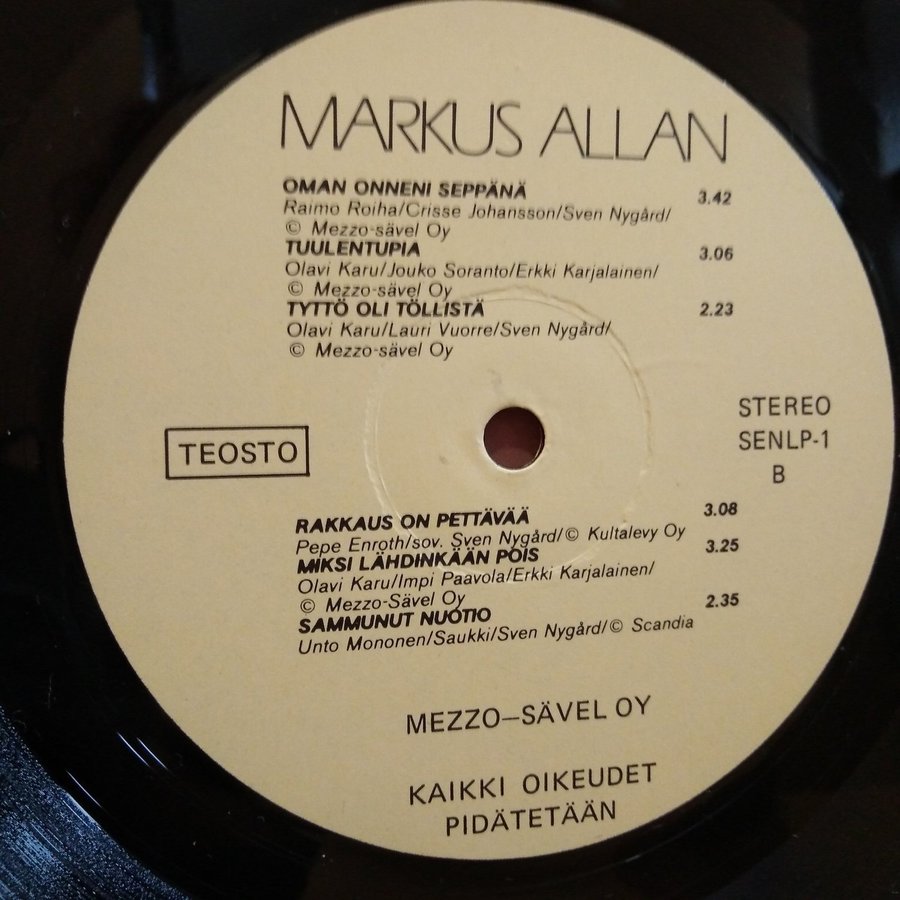 MARKUS ALLAN
OMAN ONNENI SEPPÄNÄ 3.42
Raimo Roiha/Crisse Johansson/Sven Nygård/
© Mezzo-sävel Oy
TUULENTUPIA 3.06
Olavi Karu/Jouko Soranto/Erkki Karjalainen/
© Mezzo-sävel Oy
TYTTÖ OLI TÖLLISTÄ 2.23
Olavi Karu/Lauri Vuorre/Sven Nygård/
© Mezzo-sävel Oy
STEREO
SENLP-1
B
TEOSTO
RAKKAUS ON PETTÄVÄÄ 3.08
Pepe Enroth/sov. Sven Nygård/© Kultalevy Oy
MIKSI LÄHDINKÄÄN POIS 3.25
Olavi Karu/Impi Paavola/Erkki Karjalainen/
© Mezzo-Sävel Oy
SAMMUNUT NUOTIO 2.35
Unto Mononen/Saukki/Sven Nygård/© Scandia
MEZZO–SÄVEL OY
KAIKKI OIKEUDET
PIDÄTETÄÄN